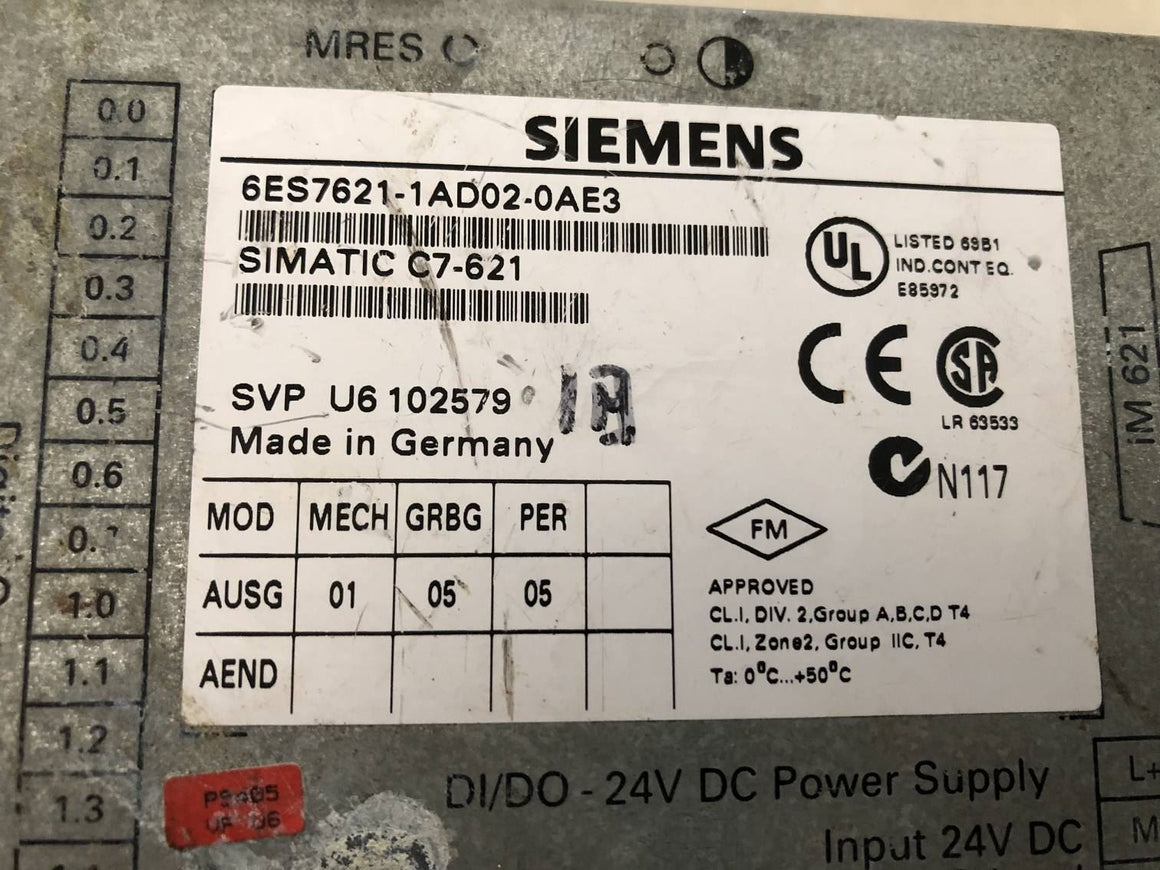 MRES
0.0
0.1
0.2
0.3
0.4
0.5
0.6
0.
1.0
1.1
1.2
1.3
SIEMENS
6ES7621-1AD02-0AE3
SIMATIC C7-621
SVP U6 102579
Made in Germany
UL LISTED 69B1
IND.CONT EQ.
E85972
CE SA
LR 63533
N117
MOD MECH GRBG PER
AUSG 01 05 05
AEND
FM
APPROVED
CL.I, DIV. 2,Group A,B,C,D T4
CL.I, Zone2, Group IIC, T4
Ta: 0°C...+50°C
iM 621
DI/DO - 24V DC Power Supply
Input 24V DC
L+
M